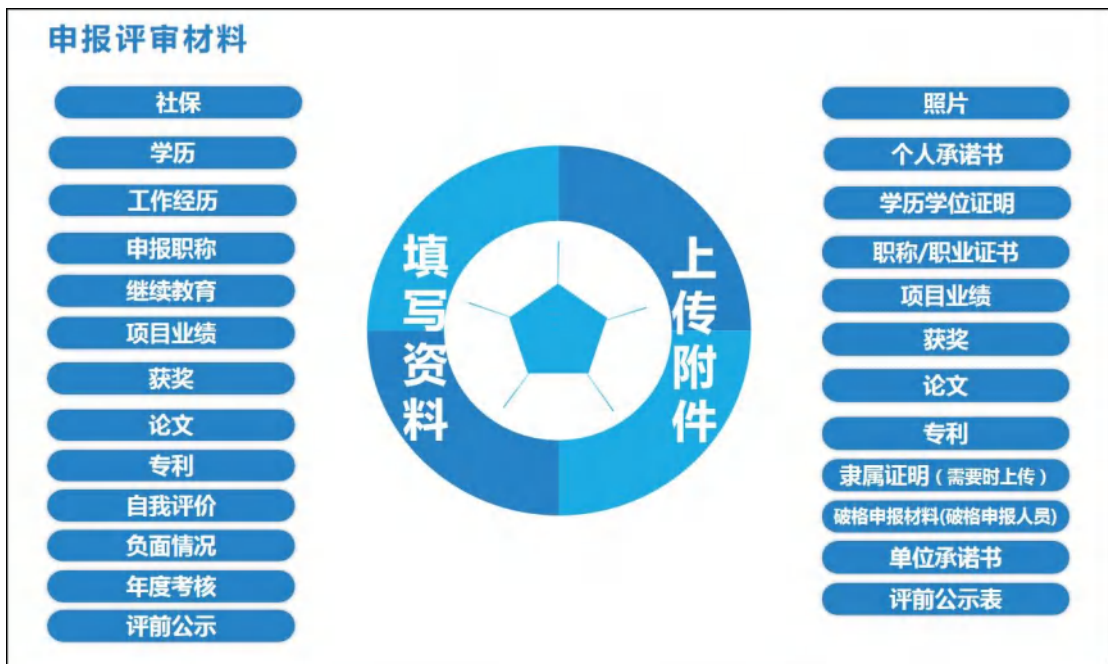 申报评审材料
社保
学历
工作经历
申报职称
继续教育
项目业绩
获奖
论文
专利
自我评价
负面情况
年度考核
评前公示
填写资料
上传附件
照片
个人承诺书
学历学位证明
职称/职业证书
项目业绩
获奖
论文
专利
隶属证明（需要时上传）
破格申报材料(破格申报人员)
单位承诺书
评前公示表